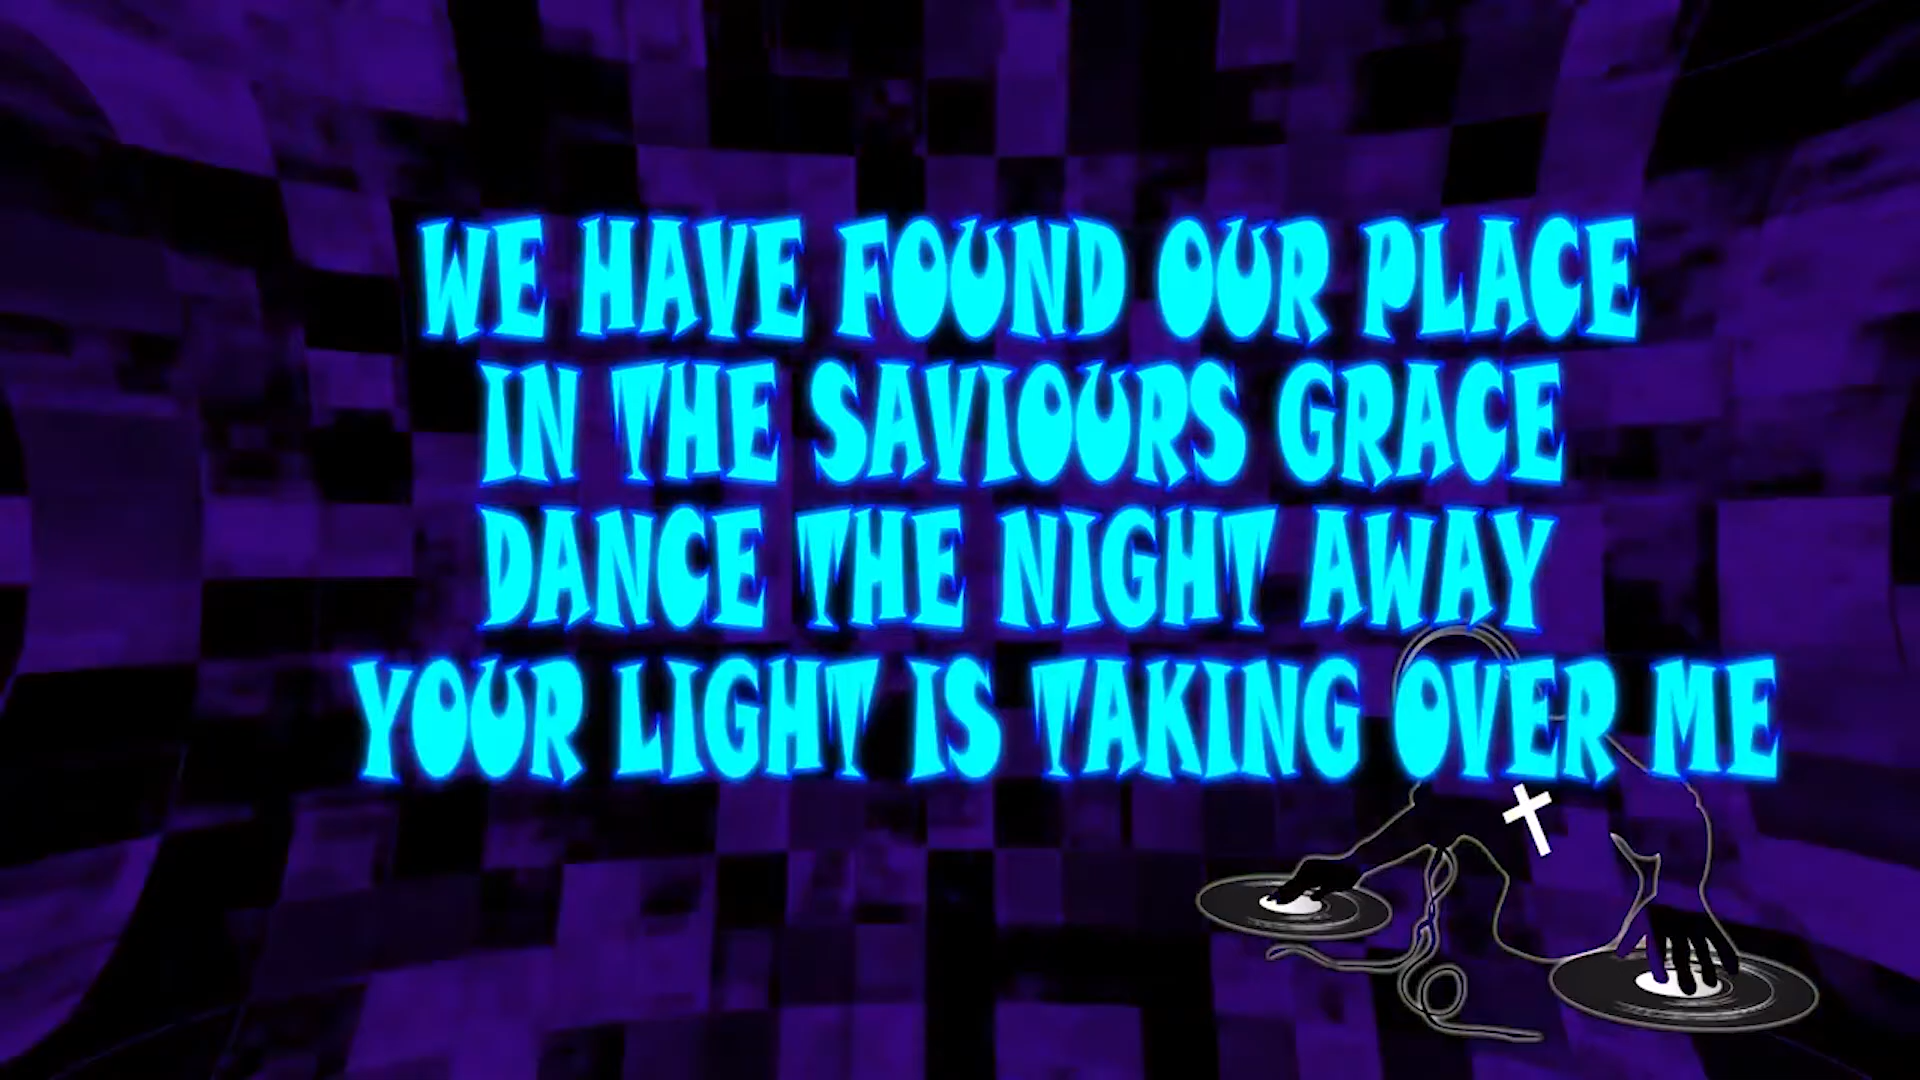 WE HAVE FOUND OUR PLACE
IN THE SAVIOURS GRACE
DANCE THE NIGHT AWAY
YOUR LIGHT IS TAKING OVER ME